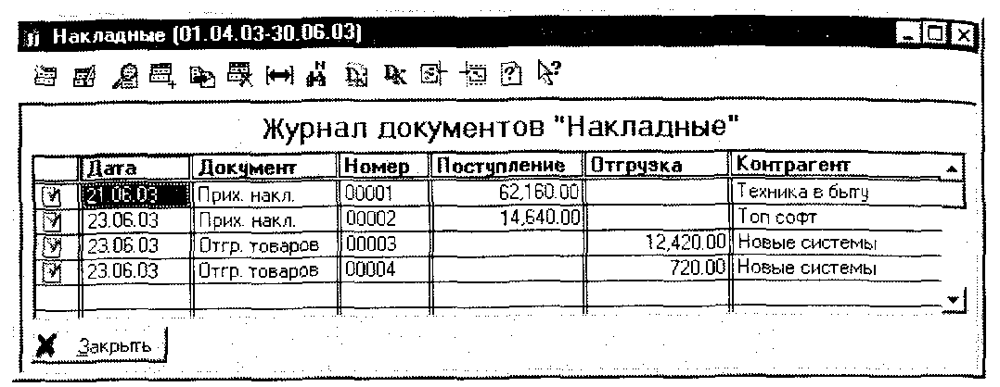 Накладные (01.04.03-30.06.03)
Журнал документов "Накладные"
Дата Документ Номер Поступление Отгрузка Контрагент
21.06.03 Прих. накл. 00001 62,160.00 Техника в быту
23.06.03 Прих. накл. 00002 14,640.00 Топ софт
23.06.03 Отгр. товаров 00003 12,420.00 Новые системы
23.06.03 Отгр. товаров 00004 720.00 Новые системы
Закрыть